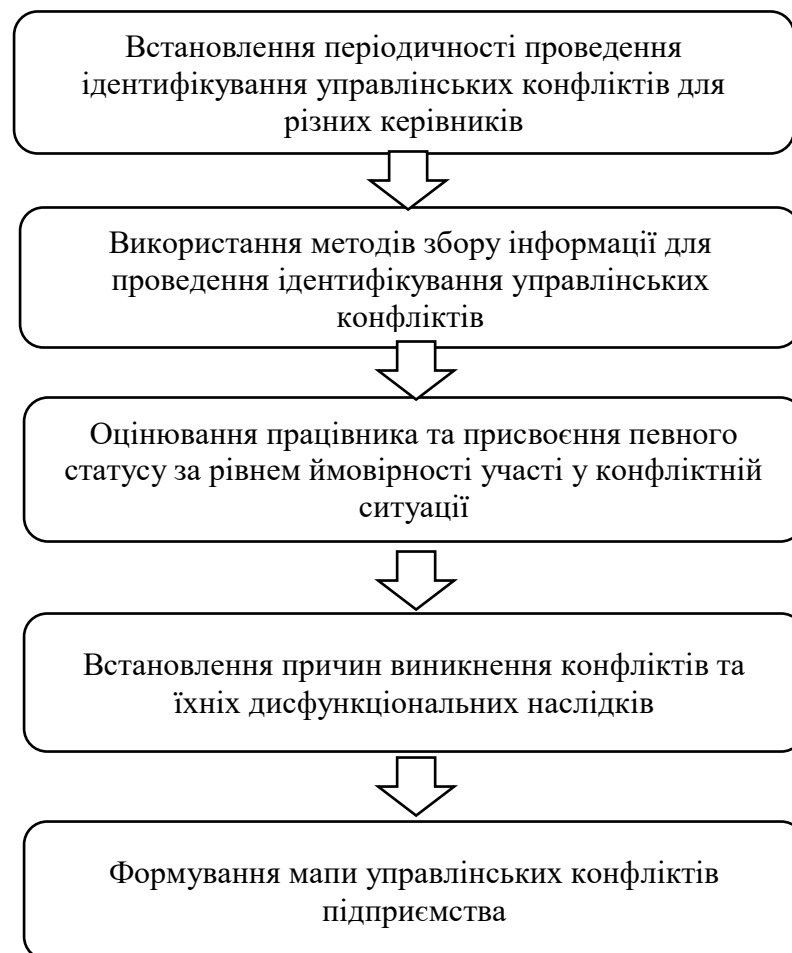 Встановлення періодичності проведення
ідентифікування управлінських конфліктів для
різних керівників
Використання методів збору інформації для
проведення ідентифікування управлінських
конфліктів
Оцінювання працівника та присвоєння певного
статусу за рівнем ймовірності участі у конфліктній
ситуації
Встановлення причин виникнення конфліктів та
їхніх дисфункціональних наслідків
Формування мапи управлінських конфліктів
підприємства